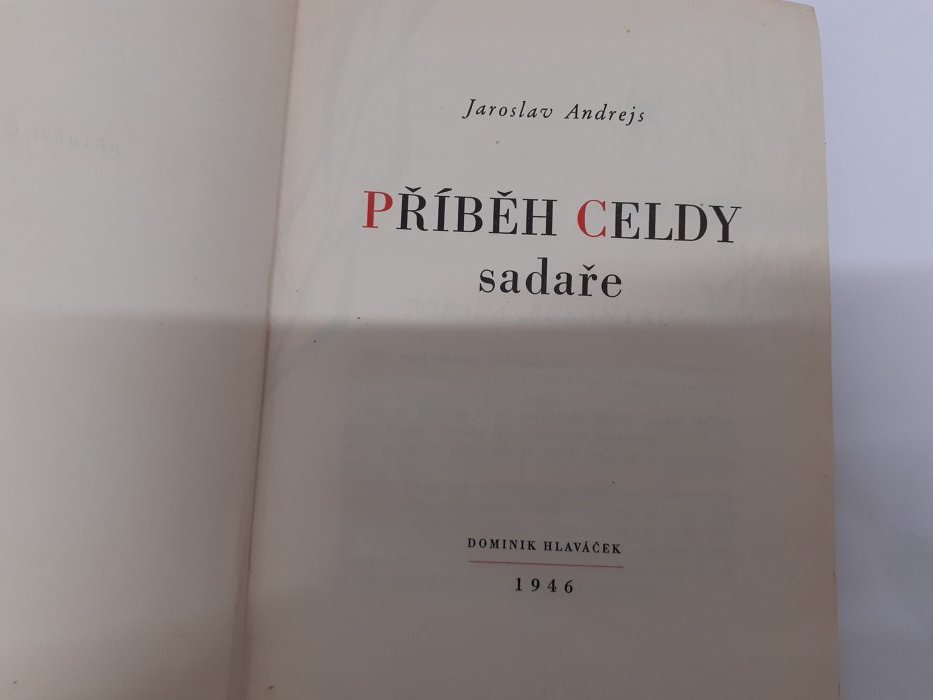 Jaroslav Andrejs
PŘÍBĚH CELDY
sadaře
DOMINIK HLAVÁČEK
1946